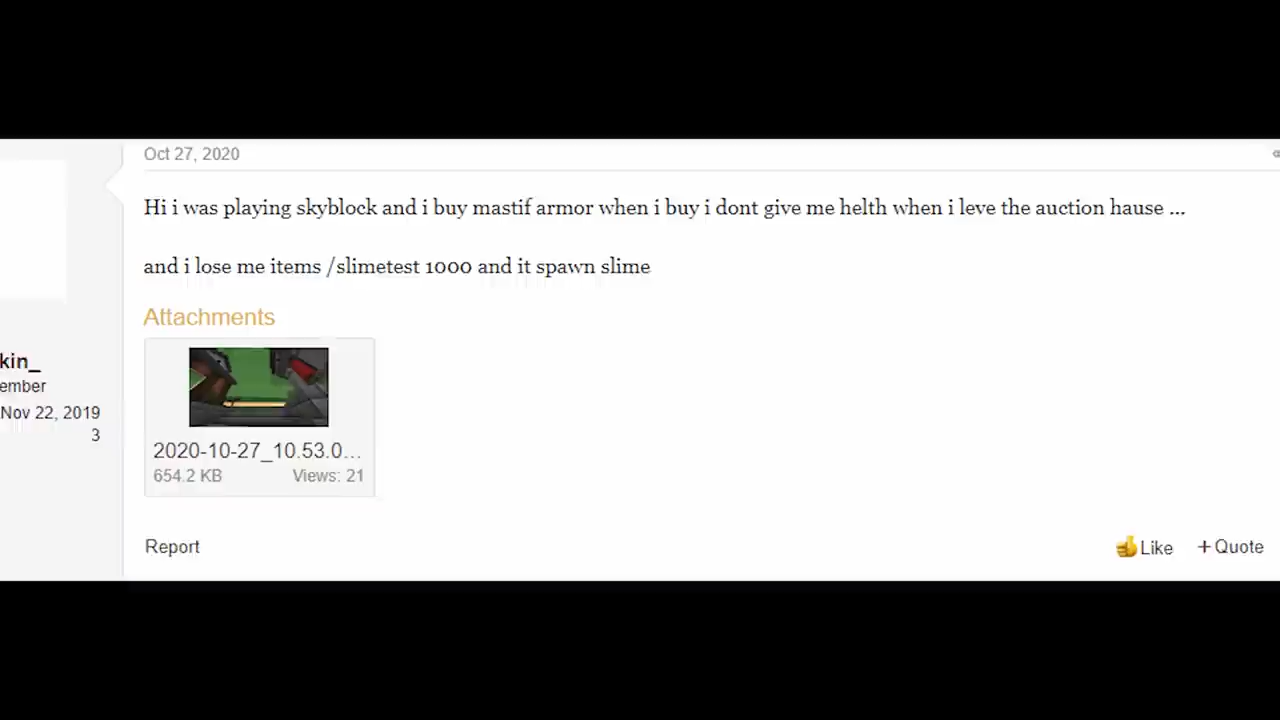 Oct 27, 2020
Hi i was playing skyblock and i buy mastif armor when i buy i dont give me helth when i leve the auction hause ...
and i lose me items /slimetest 1000 and it spawn slime
Attachments
kin_
ember
Nov 22, 2019
3
2020-10-27_10.53.0...
654.2 KB Views: 21
Report
Like + Quote